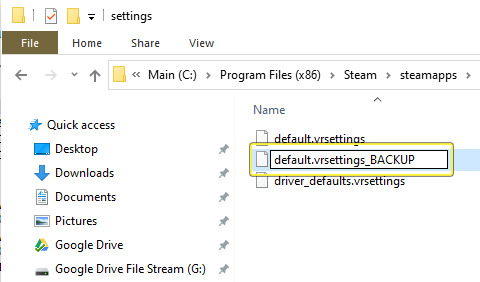 settings
File Home Share View
Main (C:) Program Files (x86) Steam steamapps
Name
Quick access
Desktop
Downloads
Documents
Pictures
Google Drive
Google Drive File Stream (G:)
default.vrsettings
default.vrsettings_BACKUP
driver_defaults.vrsettings